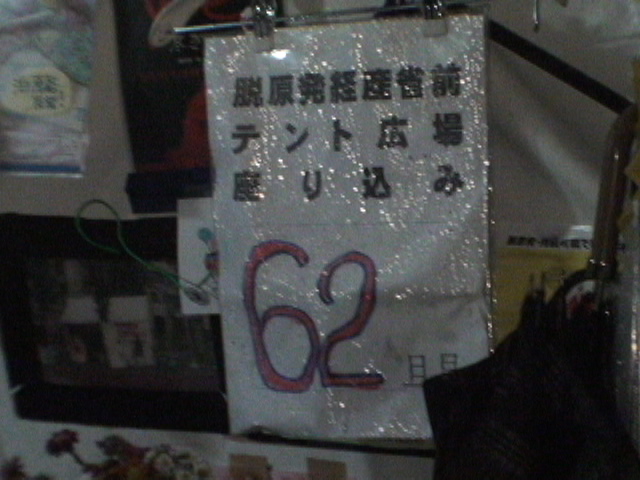 脱原発経産省前
テント広場
座り込み
62
日目